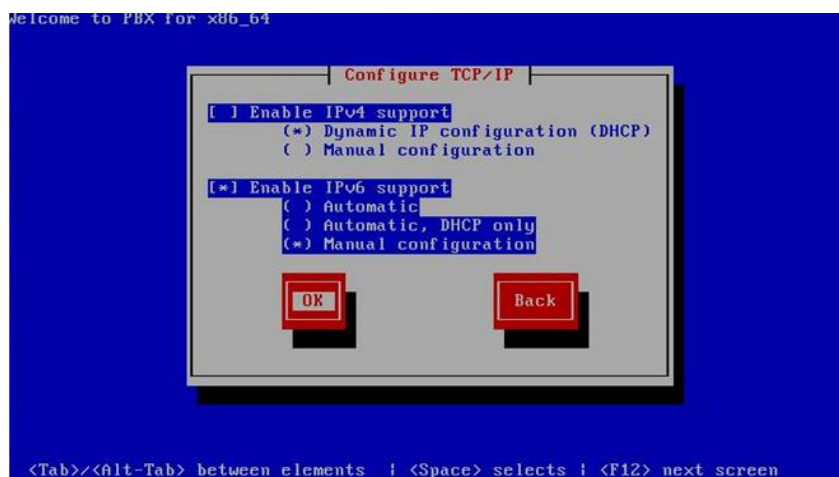 Welcome to PBX for x86_64
Configure TCP/IP
[ ] Enable IPv4 support
(*) Dynamic IP configuration (DHCP)
( ) Manual configuration
[*] Enable IPv6 support
( ) Automatic
( ) Automatic, DHCP only
(*) Manual configuration
OK Back
<Tab>/<Alt-Tab> between elements | <Space> selects | <F12> next screen